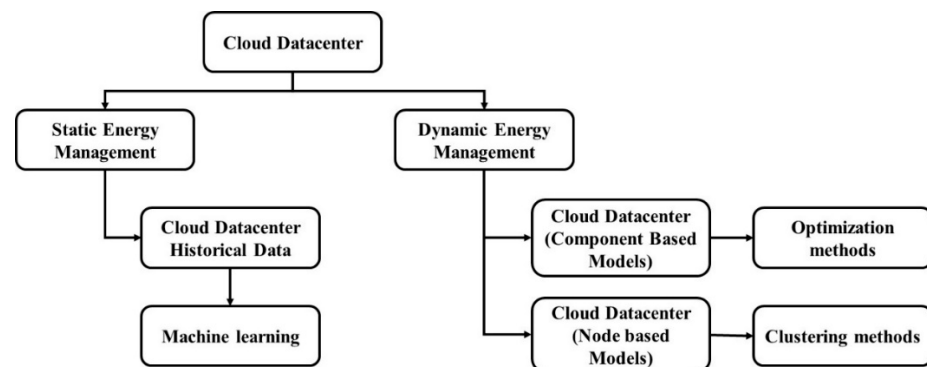 Cloud Datacenter
Static Energy
Management
Dynamic Energy
Management
Cloud Datacenter
Historical Data
Machine learning
Cloud Datacenter
(Component Based
Models)
Optimization
methods
Cloud Datacenter
(Node based
Models)
Clustering methods